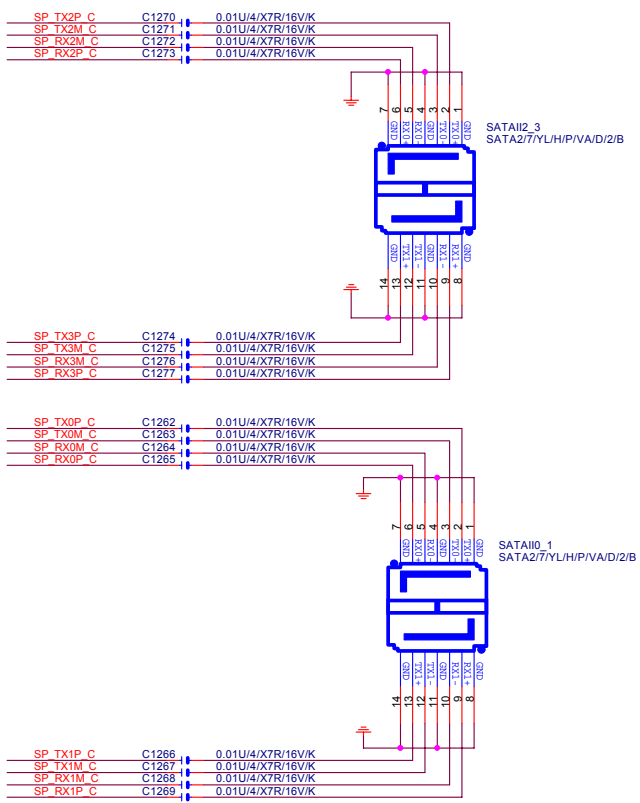 SP_TX2P_C C1270 0.01U/4/X7R/16V/K
SP_TX2M_C C1271 0.01U/4/X7R/16V/K
SP_RX2M_C C1272 0.01U/4/X7R/16V/K
SP_RX2P_C C1273 0.01U/4/X7R/16V/K
7 6 5 4 3 2 1
GND RX0+ RX0- GND TX0- TX0+ GND
SATAII2_3
SATA2/7/YL/H/P/VA/D/2/B
GND TX1+ TX1- GND RX1- RX1+ GND
14 13 12 11 10 9 8
SP_TX3P_C C1274 0.01U/4/X7R/16V/K
SP_TX3M_C C1275 0.01U/4/X7R/16V/K
SP_RX3M_C C1276 0.01U/4/X7R/16V/K
SP_RX3P_C C1277 0.01U/4/X7R/16V/K
SP_TX0P_C C1262 0.01U/4/X7R/16V/K
SP_TX0M_C C1263 0.01U/4/X7R/16V/K
SP_RX0M_C C1264 0.01U/4/X7R/16V/K
SP_RX0P_C C1265 0.01U/4/X7R/16V/K
7 6 5 4 3 2 1
GND RX0+ RX0- GND TX0- TX0+ GND
SATAII0_1
SATA2/7/YL/H/P/VA/D/2/B
GND TX1+ TX1- GND RX1- RX1+ GND
14 13 12 11 10 9 8
SP_TX1P_C C1266 0.01U/4/X7R/16V/K
SP_TX1M_C C1267 0.01U/4/X7R/16V/K
SP_RX1M_C C1268 0.01U/4/X7R/16V/K
SP_RX1P_C C1269 0.01U/4/X7R/16V/K